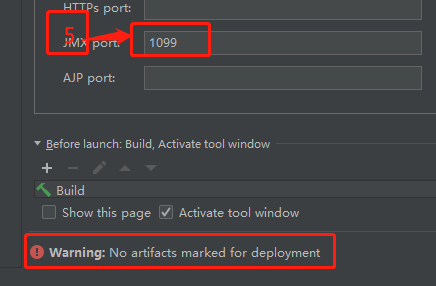 HTTPs port:
5
JMX port: 1099
AJP port:
Before launch: Build, Activate tool window
Build
Show this page Activate tool window
Warning: No artifacts marked for deployment